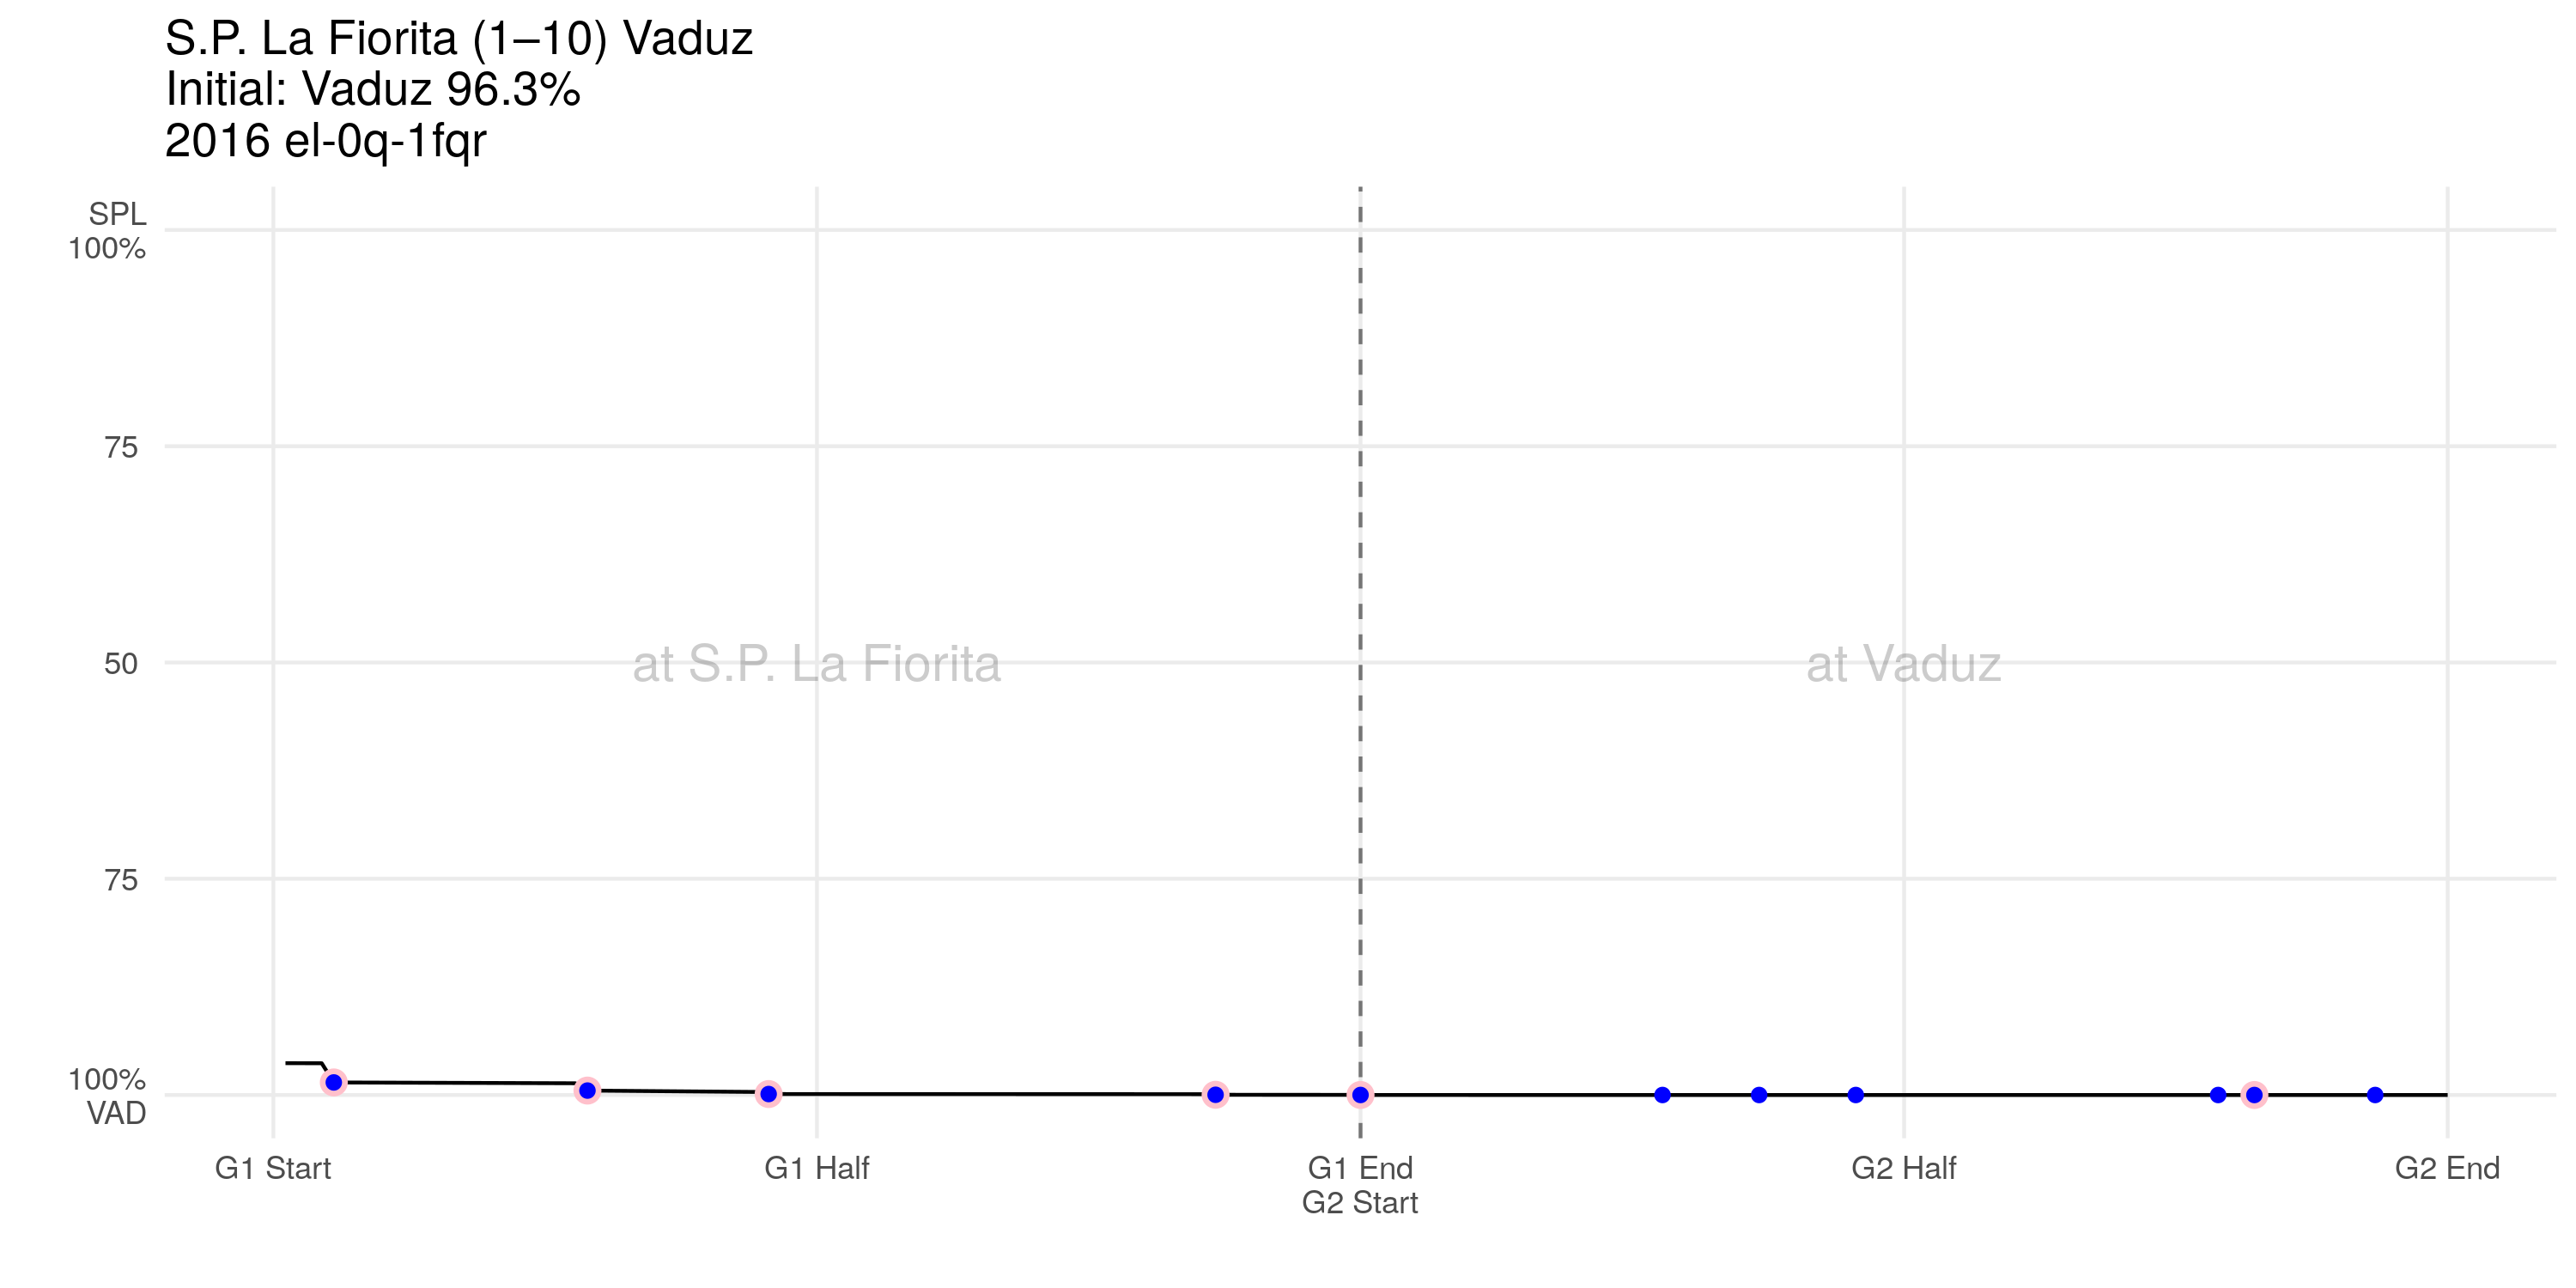 S.P. La Fiorita (1–10) Vaduz
Initial: Vaduz 96.3%
2016 el-0q-1fqr
SPL
100%
75
50
75
100%
VAD
at S.P. La Fiorita
at Vaduz
G1 Start
G1 Half
G1 End
G2 Start
G2 Half
G2 End